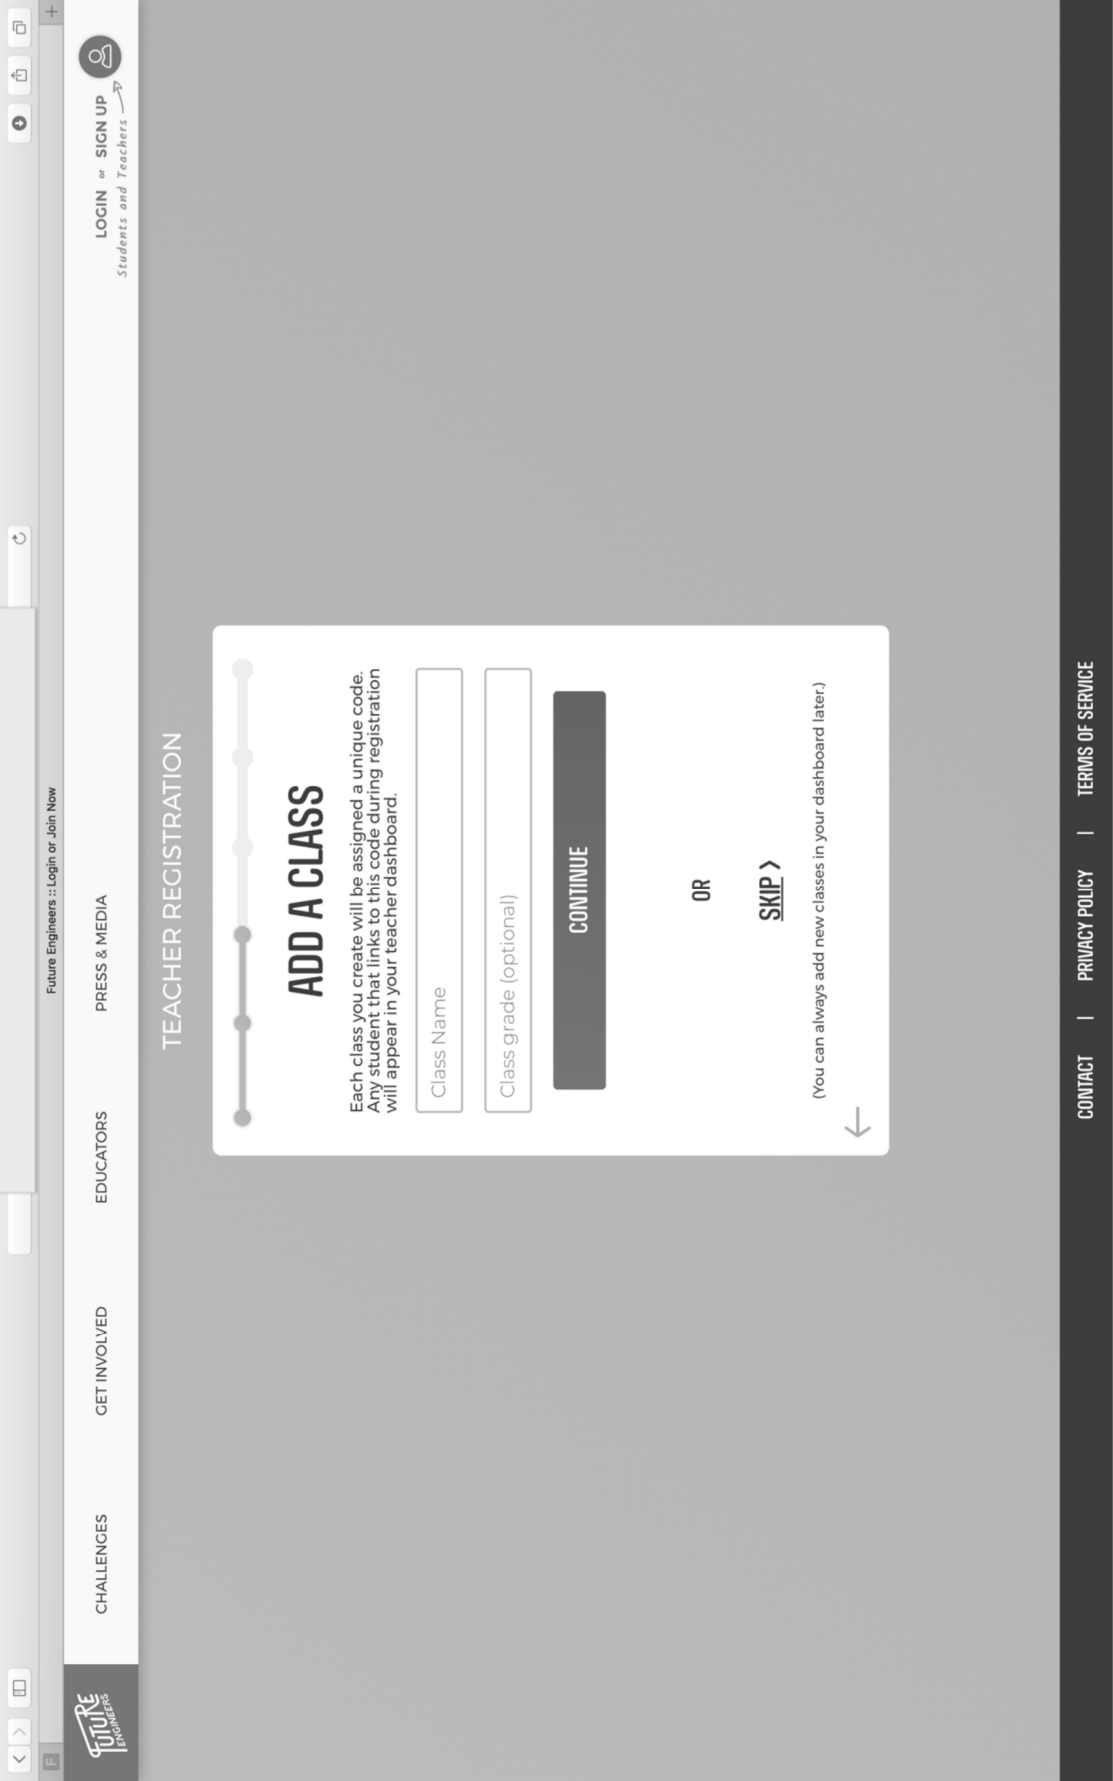 Future Engineers :: Login or Join Now
F
FUTURE
ENGINEERS
CHALLENGES
GET INVOLVED
EDUCATORS
PRESS & MEDIA
LOGIN or SIGN UP
Students and Teachers
TEACHER REGISTRATION
ADD A CLASS
Each class you create will be assigned a unique code.
Any student that links to this code during registration
will appear in your teacher dashboard.
Class Name
Class grade (optional)
CONTINUE
OR
SKIP >
(You can always add new classes in your dashboard later.)
CONTACT | PRIVACY POLICY | TERMS OF SERVICE